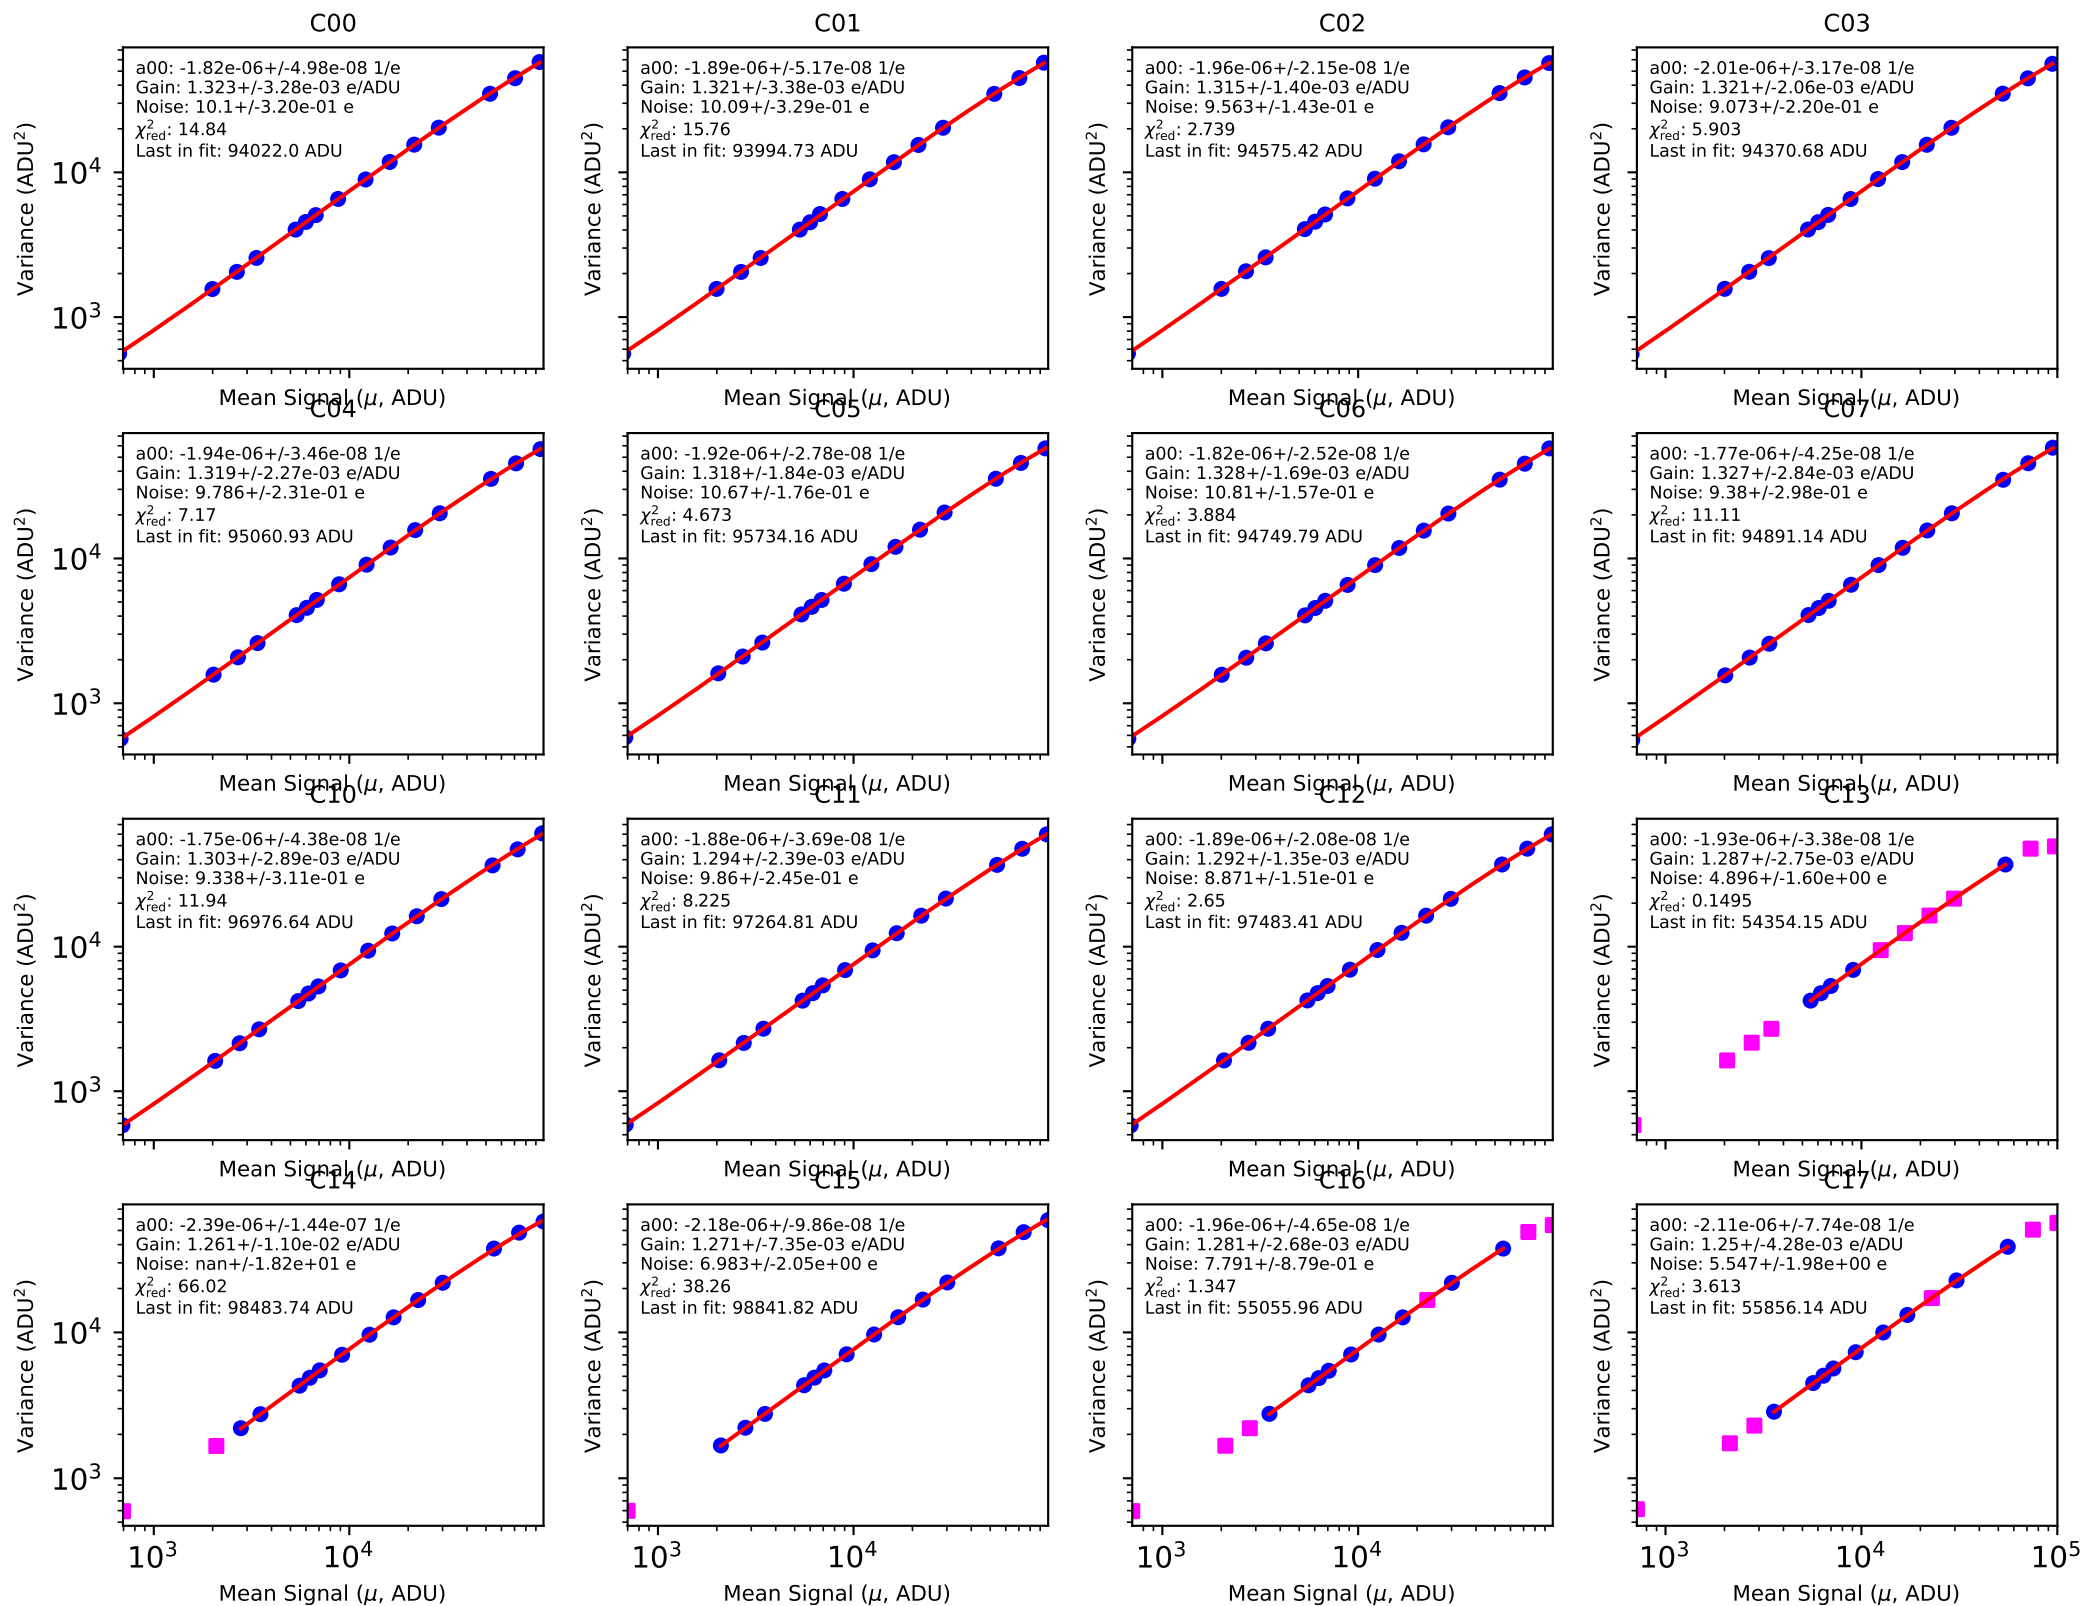 C00
a00: -1.82e-06+/-4.98e-08 1/e
Gain: 1.323+/-3.28e-03 e/ADU
Noise: 10.1+/-3.20e-01 e
χ²red: 14.84
Last in fit: 94022.0 ADU
Variance (ADU²)
10⁴
10³
Mean Signal (μ, ADU)
C01
a00: -1.89e-06+/-5.17e-08 1/e
Gain: 1.321+/-3.38e-03 e/ADU
Noise: 10.09+/-3.29e-01 e
χ²red: 15.76
Last in fit: 93994.73 ADU
Variance (ADU²)
Mean Signal (μ, ADU)
C02
a00: -1.96e-06+/-2.15e-08 1/e
Gain: 1.315+/-1.40e-03 e/ADU
Noise: 9.563+/-1.43e-01 e
χ²red: 2.739
Last in fit: 94575.42 ADU
Variance (ADU²)
Mean Signal (μ, ADU)
C03
a00: -2.01e-06+/-3.17e-08 1/e
Gain: 1.321+/-2.06e-03 e/ADU
Noise: 9.073+/-2.20e-01 e
χ²red: 5.903
Last in fit: 94370.68 ADU
Variance (ADU²)
Mean Signal (μ, ADU)
C04
a00: -1.94e-06+/-3.46e-08 1/e
Gain: 1.319+/-2.27e-03 e/ADU
Noise: 9.786+/-2.31e-01 e
χ²red: 7.17
Last in fit: 95060.93 ADU
Variance (ADU²)
10⁴
10³
Mean Signal (μ, ADU)
C05
a00: -1.92e-06+/-2.78e-08 1/e
Gain: 1.318+/-1.84e-03 e/ADU
Noise: 10.67+/-1.76e-01 e
χ²red: 4.673
Last in fit: 95734.16 ADU
Variance (ADU²)
Mean Signal (μ, ADU)
C06
a00: -1.82e-06+/-2.52e-08 1/e
Gain: 1.328+/-1.69e-03 e/ADU
Noise: 10.81+/-1.57e-01 e
χ²red: 3.884
Last in fit: 94749.79 ADU
Variance (ADU²)
Mean Signal (μ, ADU)
C07
a00: -1.77e-06+/-4.25e-08 1/e
Gain: 1.327+/-2.84e-03 e/ADU
Noise: 9.38+/-2.98e-01 e
χ²red: 11.11
Last in fit: 94891.14 ADU
Variance (ADU²)
Mean Signal (μ, ADU)
C10
a00: -1.75e-06+/-4.38e-08 1/e
Gain: 1.303+/-2.89e-03 e/ADU
Noise: 9.338+/-3.11e-01 e
χ²red: 11.94
Last in fit: 96976.64 ADU
Variance (ADU²)
10⁴
10³
Mean Signal (μ, ADU)
C11
a00: -1.88e-06+/-3.69e-08 1/e
Gain: 1.294+/-2.39e-03 e/ADU
Noise: 9.86+/-2.45e-01 e
χ²red: 8.225
Last in fit: 97264.81 ADU
Variance (ADU²)
Mean Signal (μ, ADU)
C12
a00: -1.89e-06+/-2.08e-08 1/e
Gain: 1.292+/-1.35e-03 e/ADU
Noise: 8.871+/-1.51e-01 e
χ²red: 2.65
Last in fit: 97483.41 ADU
Variance (ADU²)
Mean Signal (μ, ADU)
C13
a00: -1.93e-06+/-3.38e-08 1/e
Gain: 1.287+/-2.75e-03 e/ADU
Noise: 4.896+/-1.60e+00 e
χ²red: 0.1495
Last in fit: 54354.15 ADU
Variance (ADU²)
Mean Signal (μ, ADU)
C14
a00: -2.39e-06+/-1.44e-07 1/e
Gain: 1.261+/-1.10e-02 e/ADU
Noise: nan+/-1.82e+01 e
χ²red: 66.02
Last in fit: 98483.74 ADU
Variance (ADU²)
10⁴
10³
10³ 10⁴
Mean Signal (μ, ADU)
C15
a00: -2.18e-06+/-9.86e-08 1/e
Gain: 1.271+/-7.35e-03 e/ADU
Noise: 6.983+/-2.05e+00 e
χ²red: 38.26
Last in fit: 98841.82 ADU
Variance (ADU²)
10³ 10⁴
Mean Signal (μ, ADU)
C16
a00: -1.96e-06+/-4.65e-08 1/e
Gain: 1.281+/-2.68e-03 e/ADU
Noise: 7.791+/-8.79e-01 e
χ²red: 1.347
Last in fit: 55055.96 ADU
Variance (ADU²)
10³ 10⁴
Mean Signal (μ, ADU)
C17
a00: -2.11e-06+/-7.74e-08 1/e
Gain: 1.25+/-4.28e-03 e/ADU
Noise: 5.547+/-1.98e+00 e
χ²red: 3.613
Last in fit: 55856.14 ADU
Variance (ADU²)
10³ 10⁴ 10⁵
Mean Signal (μ, ADU)